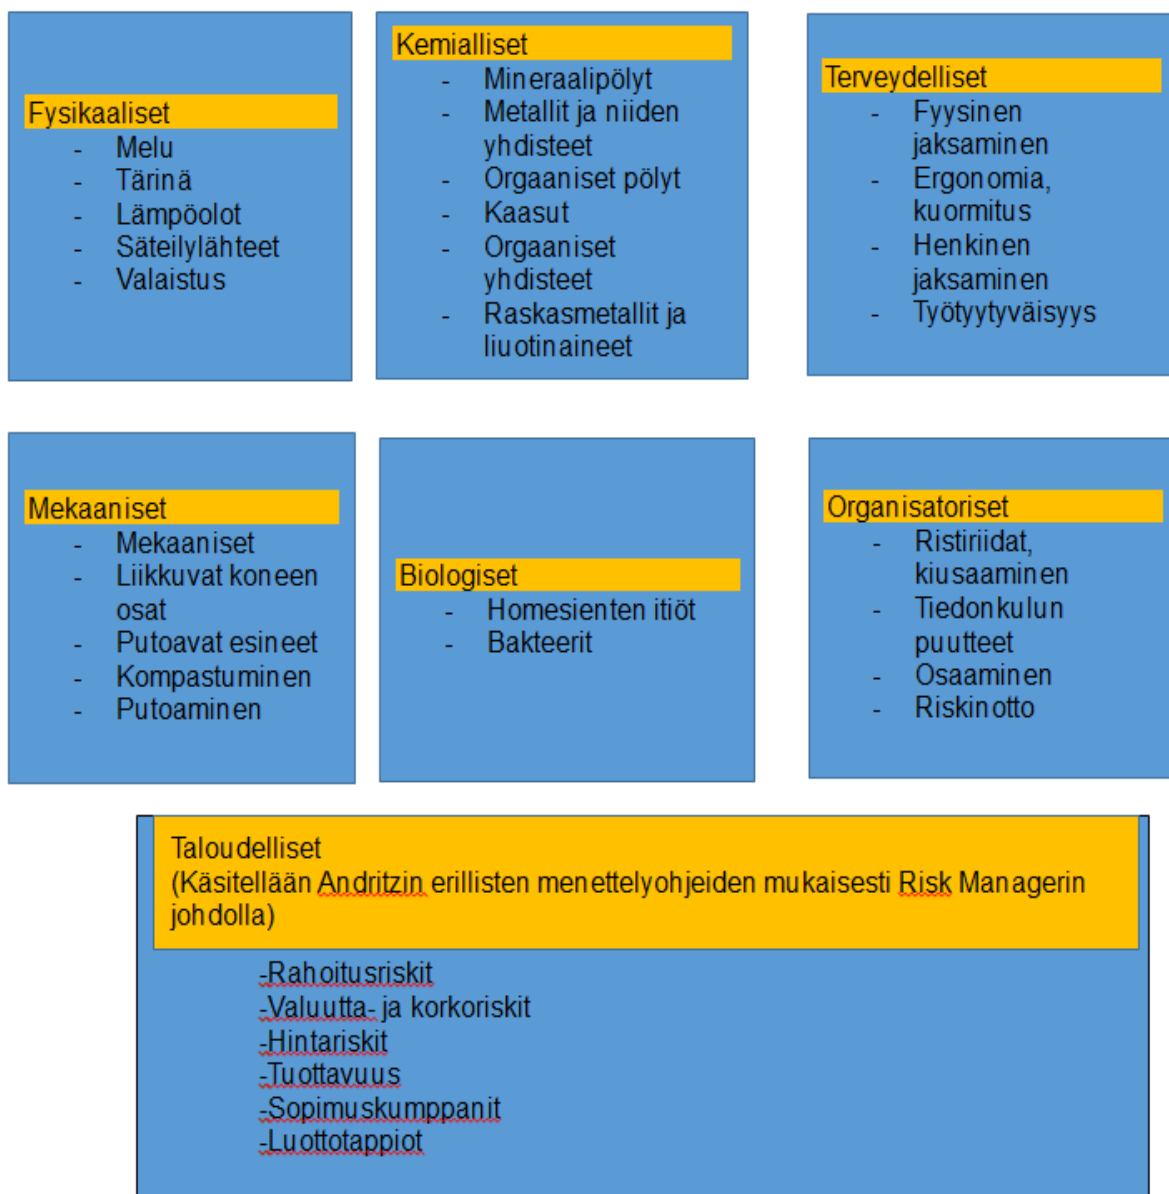 Fysikaaliset
- Melu
- Tärinä
- Lämpöolot
- Säteilylähteet
- Valaistus
Kemialliset
- Mineraalipölyt
- Metallit ja niiden
yhdisteet
- Orgaaniset pölyt
- Kaasut
- Orgaaniset
yhdisteet
- Raskasmetallit ja
liuotinaineet
Terveydelliset
- Fyysinen
jaksaminen
- Ergonomia,
kuormitus
- Henkinen
jaksaminen
- Työtyytyväisyys
Mekaaniset
- Mekaaniset
- Liikkuvat koneen
osat
- Putoavat esineet
- Kompastuminen
- Putoaminen
Biologiset
- Homesienten itiöt
- Bakteerit
Organisatoriset
- Ristiriidat,
kiusaaminen
- Tiedonkulun
puutteet
- Osaaminen
- Riskinotto
Taloudelliset
(Käsitellään Andritzin erillisten menettelyohjeiden mukaisesti Risk Managerin
johdolla)
-Rahoitusriskit
-Valuutta- ja korkoriskit
-Hintariskit
-Tuottavuus
-Sopimuskumppanit
-Luottotappiot